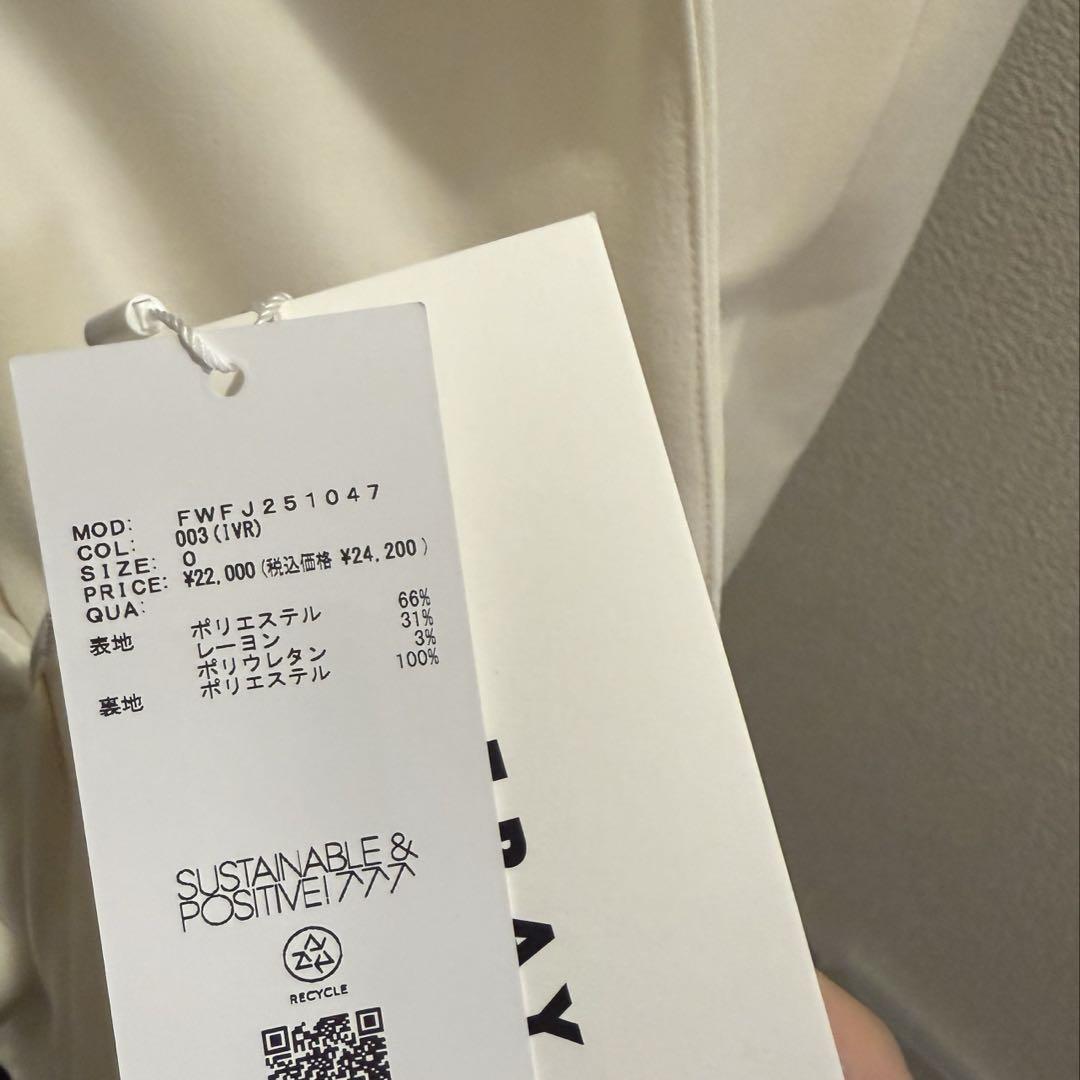 MOD: FWFJ251047
COL: 003(IVR)
SIZE: 0
PRICE: ¥22,000(税込価格 ¥24,200)
QUA:
表地 ポリエステル 66%
レーヨン 31%
ポリウレタン 3%
裏地 ポリエステル 100%
SUSTAINABLE &
POSITIVE!
RECYCLE
RAY